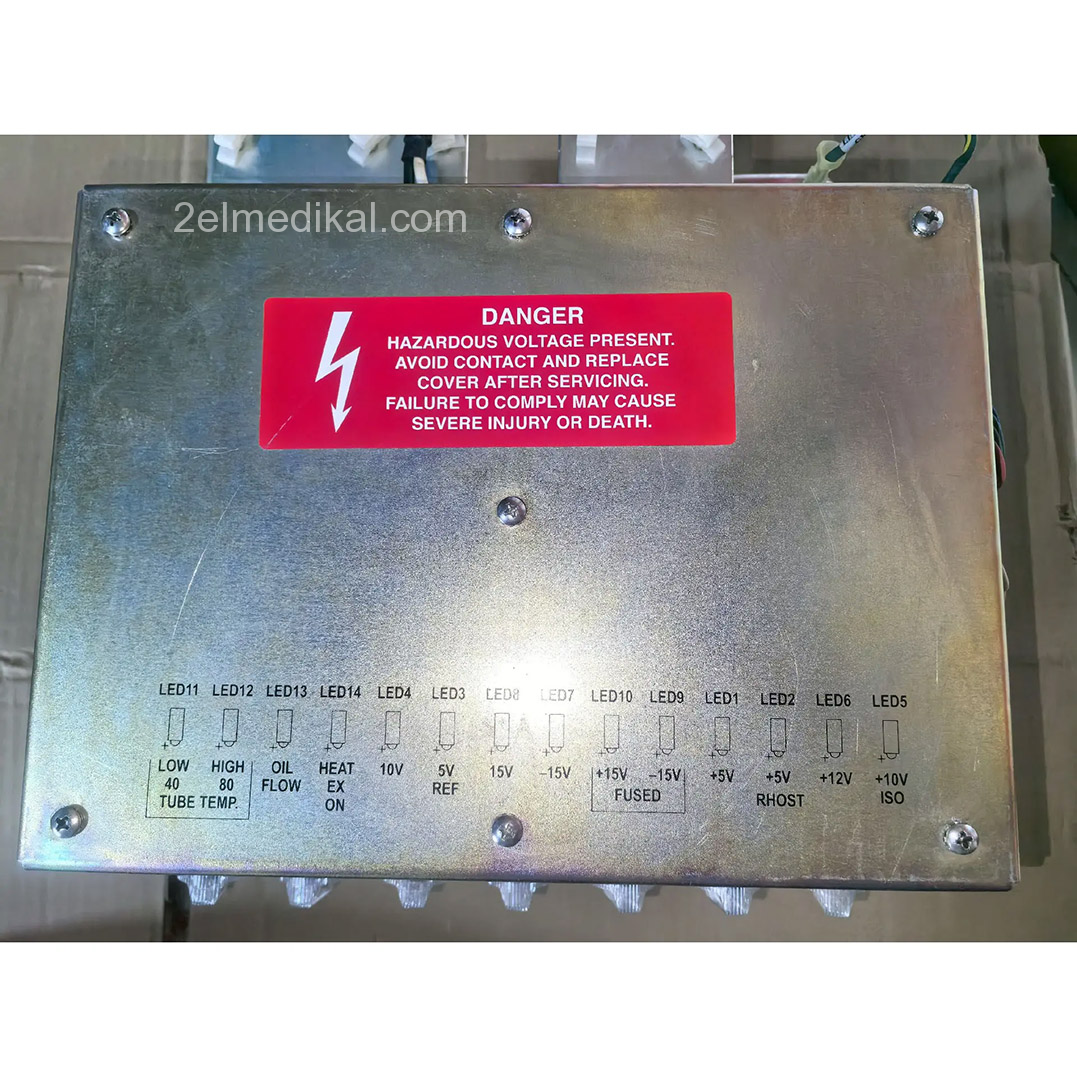 2elmedikal.com
DANGER
HAZARDOUS VOLTAGE PRESENT.
AVOID CONTACT AND REPLACE
COVER AFTER SERVICING.
FAILURE TO COMPLY MAY CAUSE
SEVERE INJURY OR DEATH.
LED11 LED12 LED13 LED14 LED4 LED3 LED8 LED7 LED10 LED9 LED1 LED2 LED6 LED5
+ + + + + + + + + + + + + +
LOW HIGH OIL HEAT 10V 5V 15V –15V +15V –15V +5V +5V +12V +10V
40 80 FLOW EX REF FUSED RHOST ISO
TUBE TEMP. ON